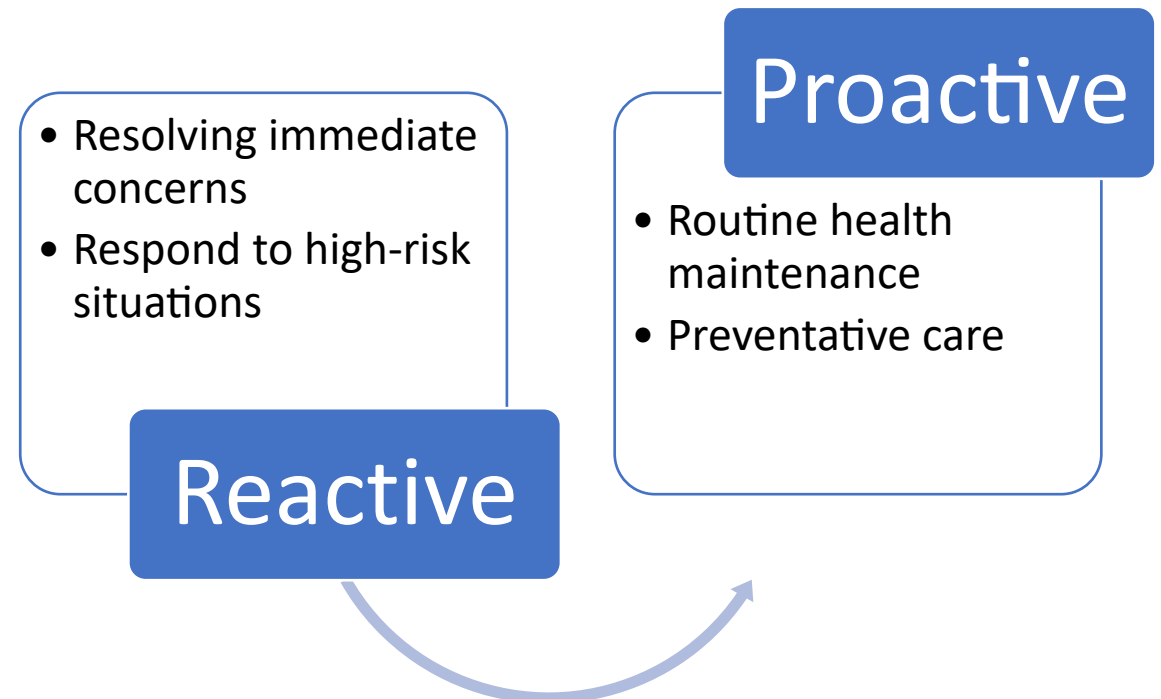 • Resolving immediate
concerns
• Respond to high-risk
situations
Reactive
Proactive
• Routine health
maintenance
• Preventative care